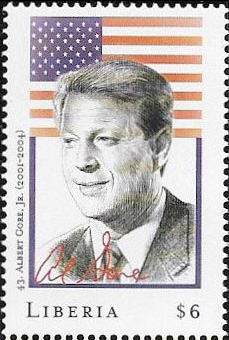 43. ALBERT GORE, JR. (2001-2004)
Al Gore
LIBERIA $6